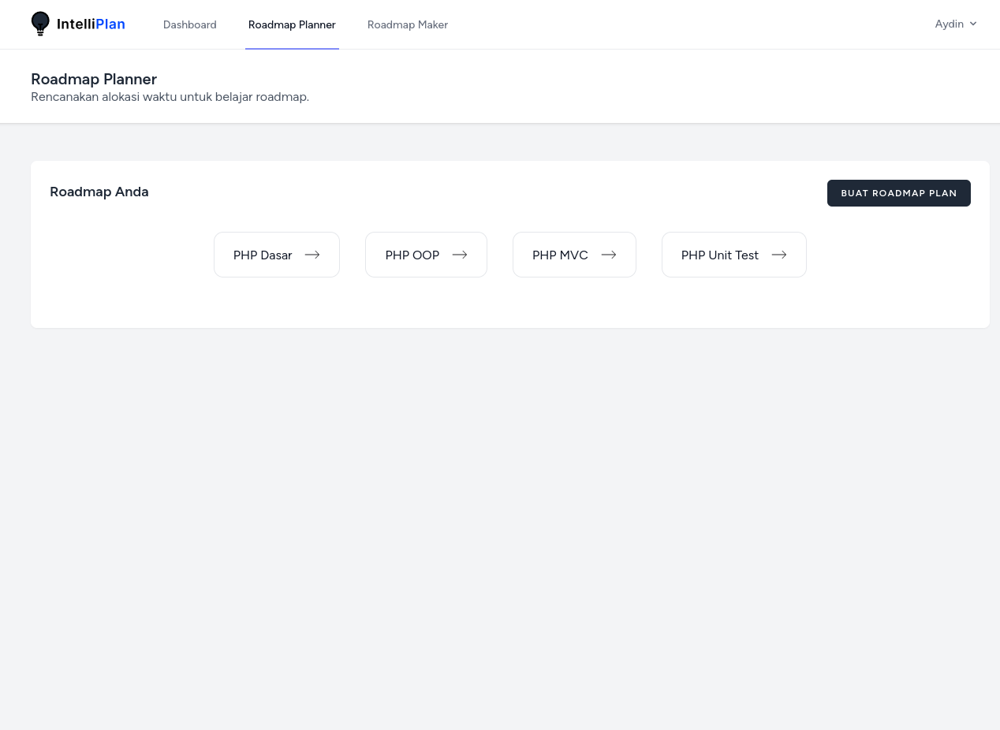 IntelliPlan Dashboard Roadmap Planner Roadmap Maker Aydin
Roadmap Planner
Rencanakan alokasi waktu untuk belajar roadmap.
Roadmap Anda BUAT ROADMAP PLAN
PHP Dasar PHP OOP PHP MVC PHP Unit Test